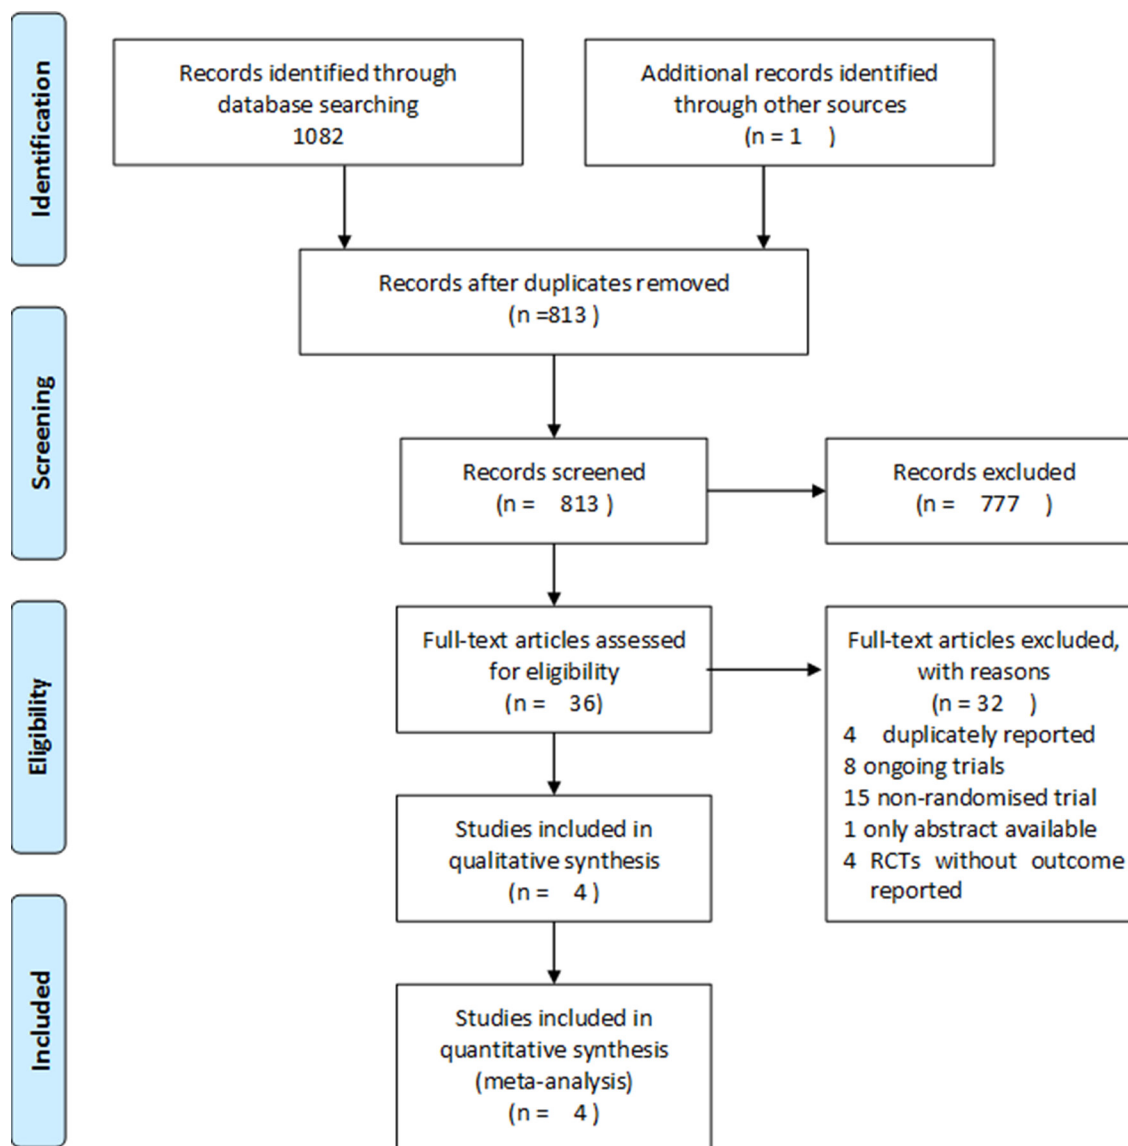 Identification
Records identified through
database searching
1082
Additional records identified
through other sources
(n = 1 )
Records after duplicates removed
(n =813 )
Screening
Records screened
(n = 813 )
Records excluded
(n = 777 )
Eligibility
Full-text articles assessed
for eligibility
(n = 36)
Full-text articles excluded,
with reasons
(n = 32 )
4 duplicately reported
8 ongoing trials
15 non-randomised trial
1 only abstract available
4 RCTs without outcome
reported
Studies included in
qualitative synthesis
(n = 4 )
Included
Studies included in
quantitative synthesis
(meta-analysis)
(n = 4 )